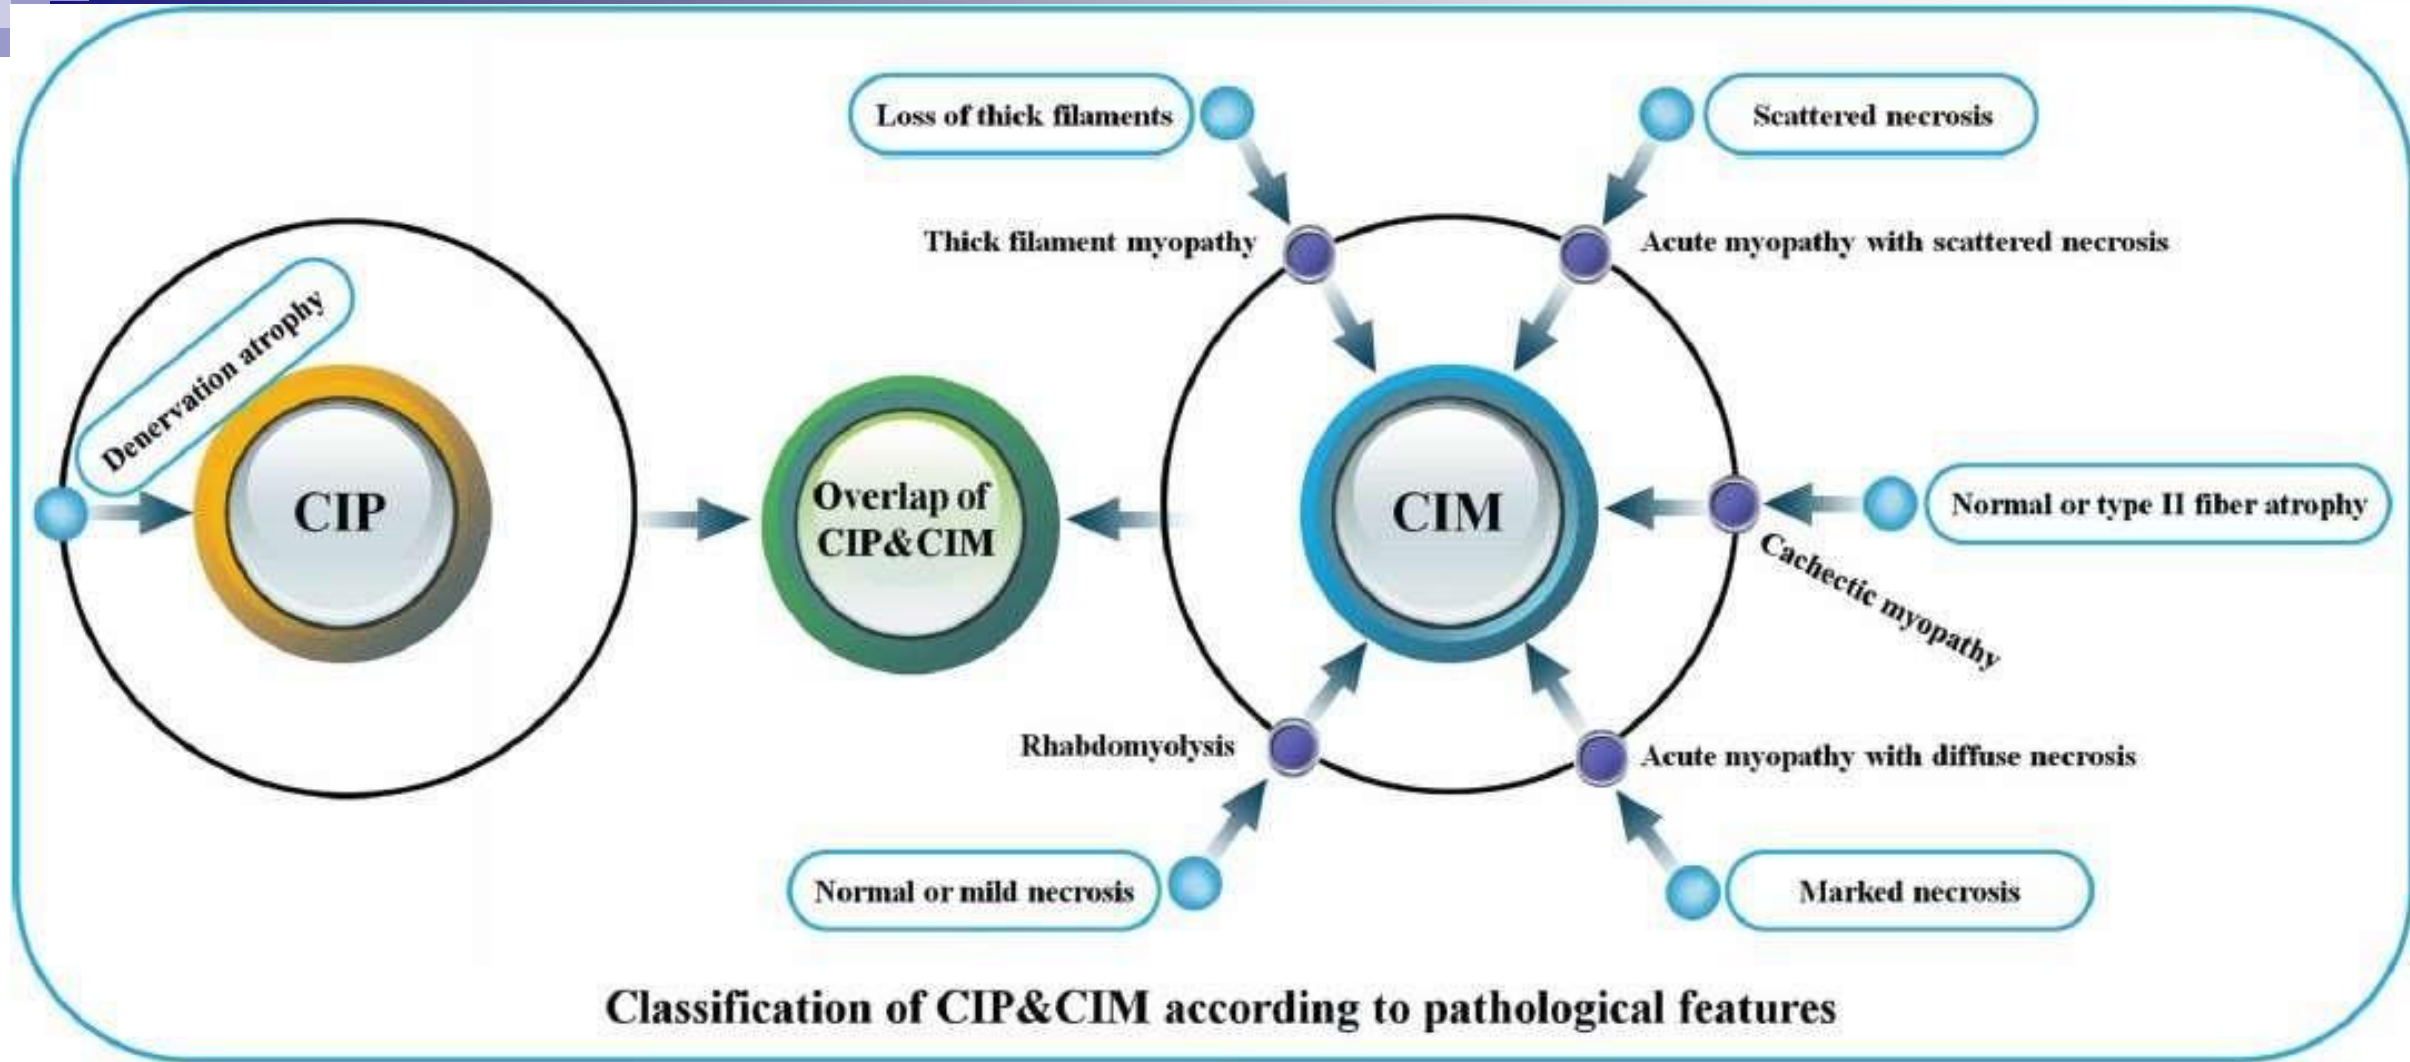 Loss of thick filaments
Scattered necrosis
Thick filament myopathy
Acute myopathy with scattered necrosis
Denervation atrophy
CIP
Overlap of
CIP&CIM
CIM
Normal or type II fiber atrophy
Cachectic myopathy
Rhabdomyolysis
Acute myopathy with diffuse necrosis
Normal or mild necrosis
Marked necrosis
Classification of CIP&CIM according to pathological features